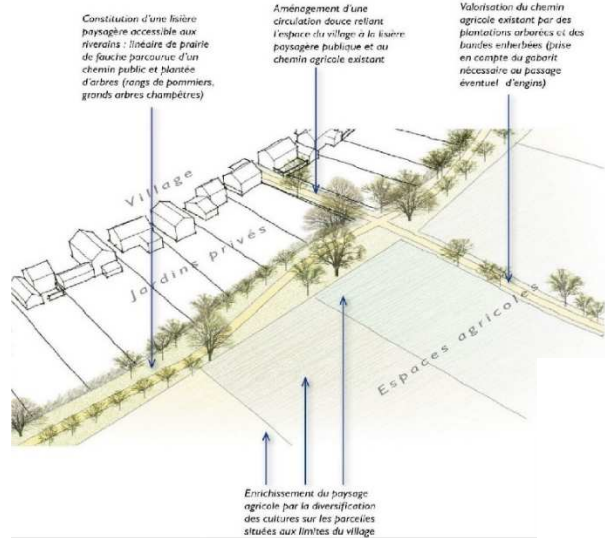 Constitution d'une lisière
paysagère accessible aux
riverains : linéaire de prairie
de fauche parcourue d'un
chemin public et plantée
d'arbres (rangs de pommiers,
grands arbres champêtres)
Aménagement d'une
circulation douce reliant
l'espace du village à la lisière
paysagère publique et au
chemin agricole existant
Valorisation du chemin
agricole existant par des
plantations arborées et des
bandes enherbées (prise
en compte du gabarit
nécessaire au passage
éventuel d'engins)
Village
Jardins privés
Espaces agricoles
Enrichissement du paysage
agricole par la diversification
des cultures sur les parcelles
situées aux limites du village